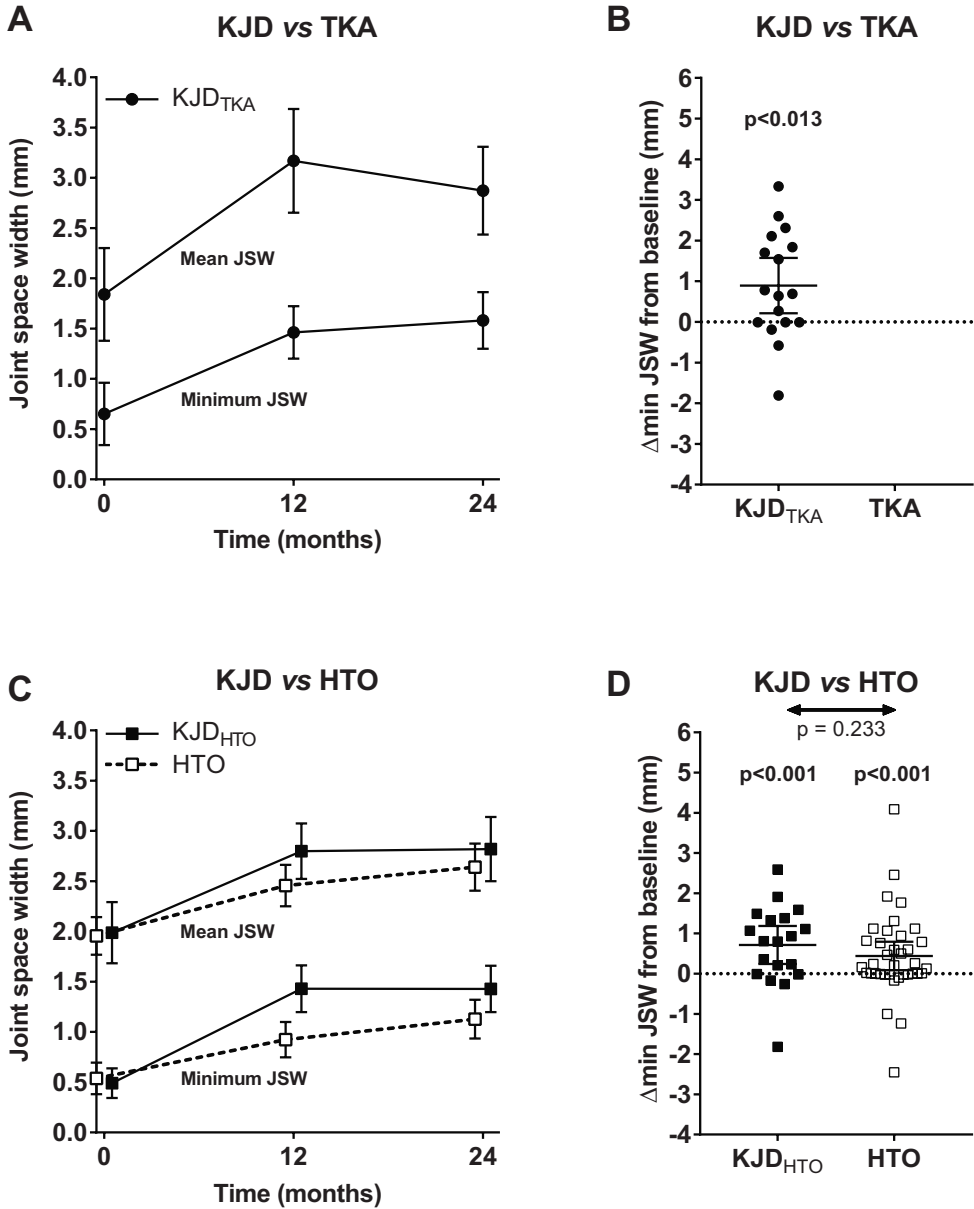 A
KJD vs TKA
4.0
3.5
3.0
2.5
2.0
1.5
1.0
0.5
0.0
Joint space width (mm)
KJDTKA
Mean JSW
Minimum JSW
0 12 24
Time (months)
B
KJD vs TKA
6
5
4
3
2
1
0
-1
-2
-3
-4
Δmin JSW from baseline (mm)
p<0.013
KJDTKA TKA
C
KJD vs HTO
4.0
3.5
3.0
2.5
2.0
1.5
1.0
0.5
0.0
Joint space width (mm)
KJDHTO
HTO
Mean JSW
Minimum JSW
0 12 24
Time (months)
D
KJD vs HTO
p = 0.233
6
5
4
3
2
1
0
-1
-2
-3
-4
Δmin JSW from baseline (mm)
p<0.001 p<0.001
KJDHTO HTO